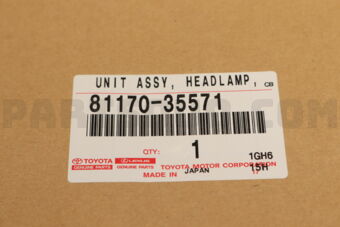 UNIT ASSY, HEADLAMP, CB
81170-35571
QTY: 1
1GH6
TOYOTA LEXUS TOYOTA MOTOR CORPORATION 15H
GENUINE PARTS GENUINE PARTS
MADE IN JAPAN